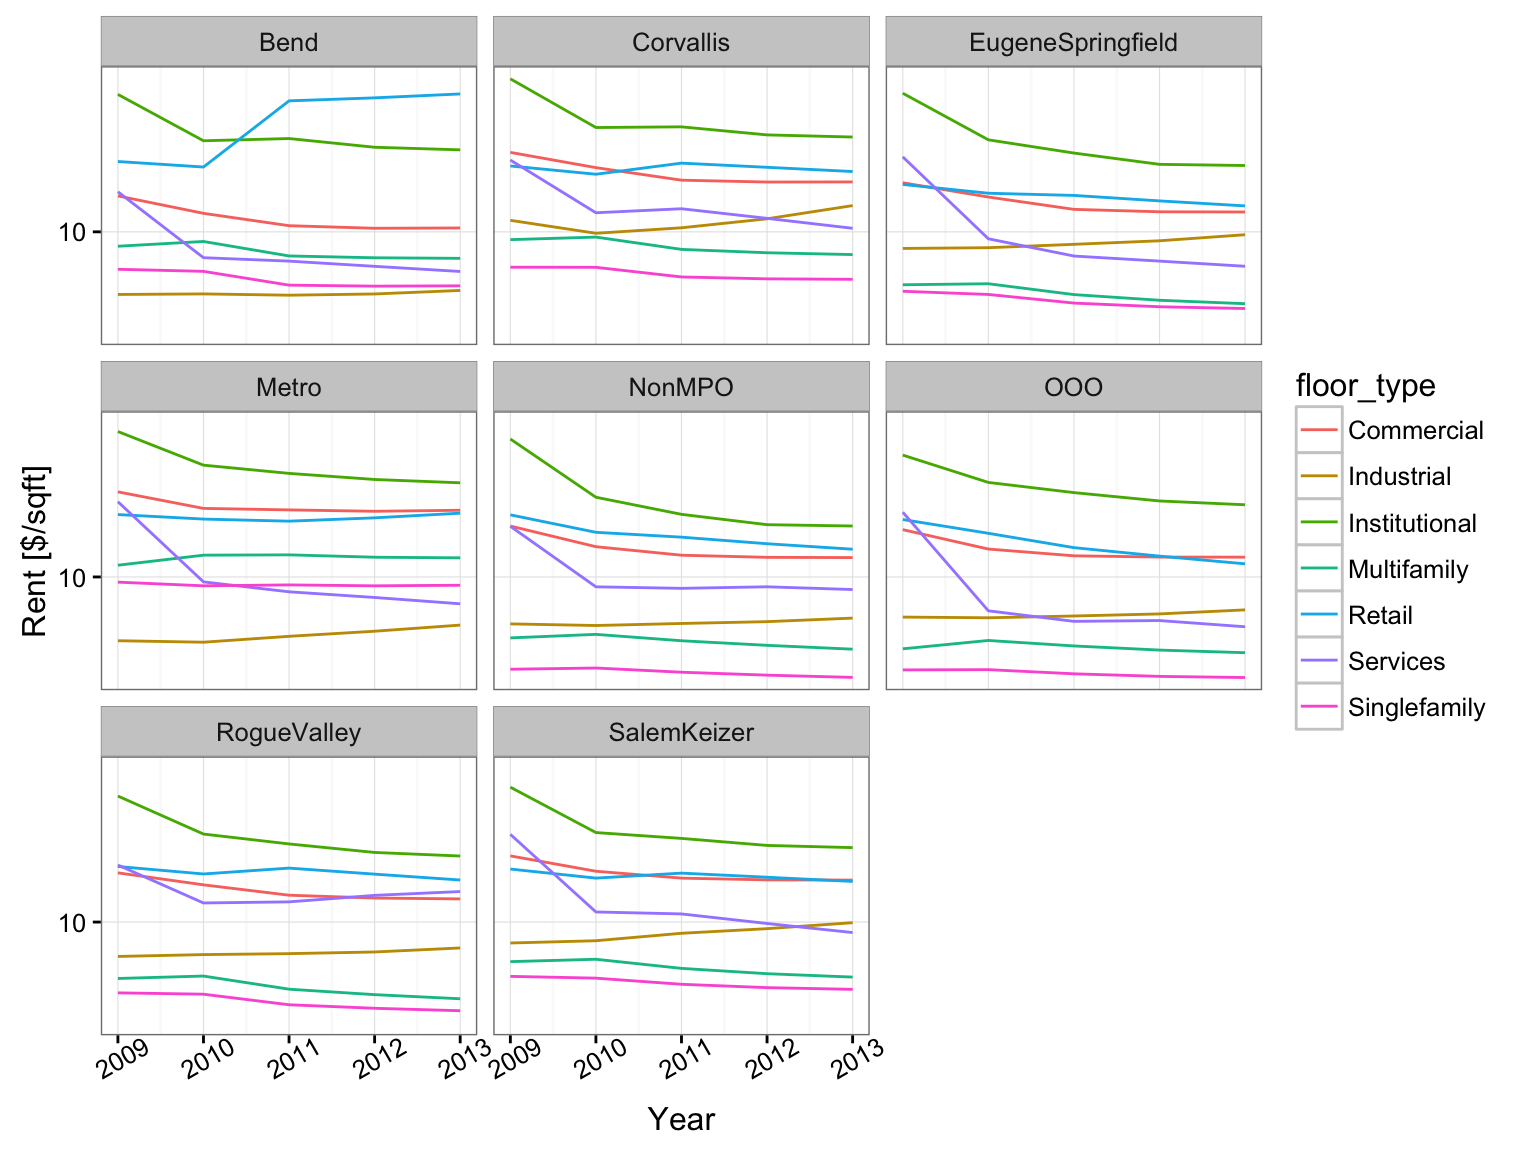 Bend
Corvallis
EugeneSpringfield
10
Metro
NonMPO
OOO
10
RogueValley
SalemKeizer
10
2009 2010 2011 2012 2013
2009 2010 2011 2012 2013
Year
Rent [$/sqft]
floor_type
Commercial
Industrial
Institutional
Multifamily
Retail
Services
Singlefamily